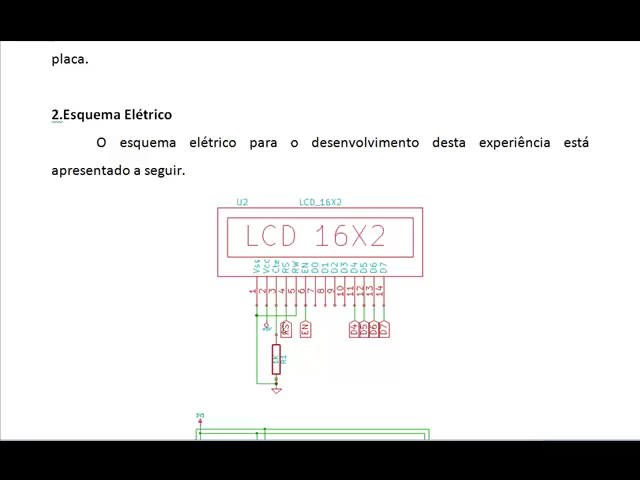 placa.
2.Esquema Elétrico
O esquema elétrico para o desenvolvimento desta experiência está
apresentado a seguir.
U2 LCD_16X2
LCD 16X2
Vss Vcc Cte RS RW EN D0 D1 D2 D3 D4 D5 D6 D7
1 2 3 4 5 6 7 8 9 10 11 12 13 14
RS EN D4 D5 D6 D7
1K R1